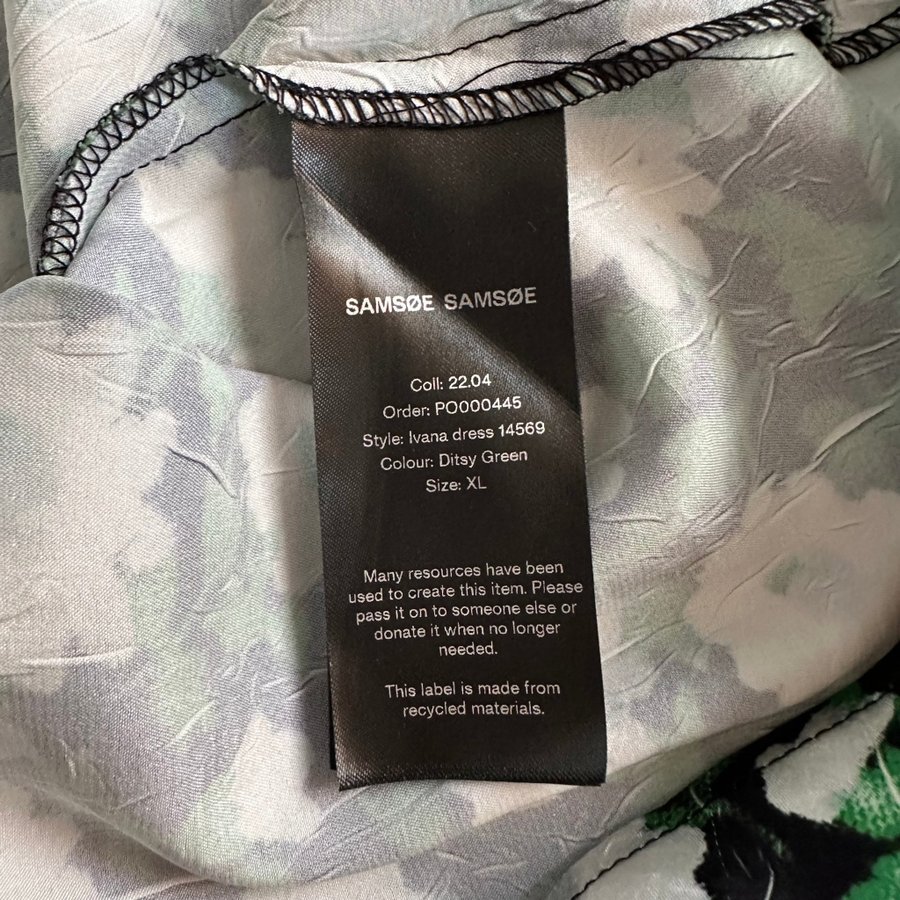 SAMSØE SAMSØE
Coll: 22.04
Order: PO000445
Style: Ivana dress 14569
Colour: Ditsy Green
Size: XL
Many resources have been
used to create this item. Please
pass it on to someone else or
donate it when no longer
needed.
This label is made from
recycled materials.